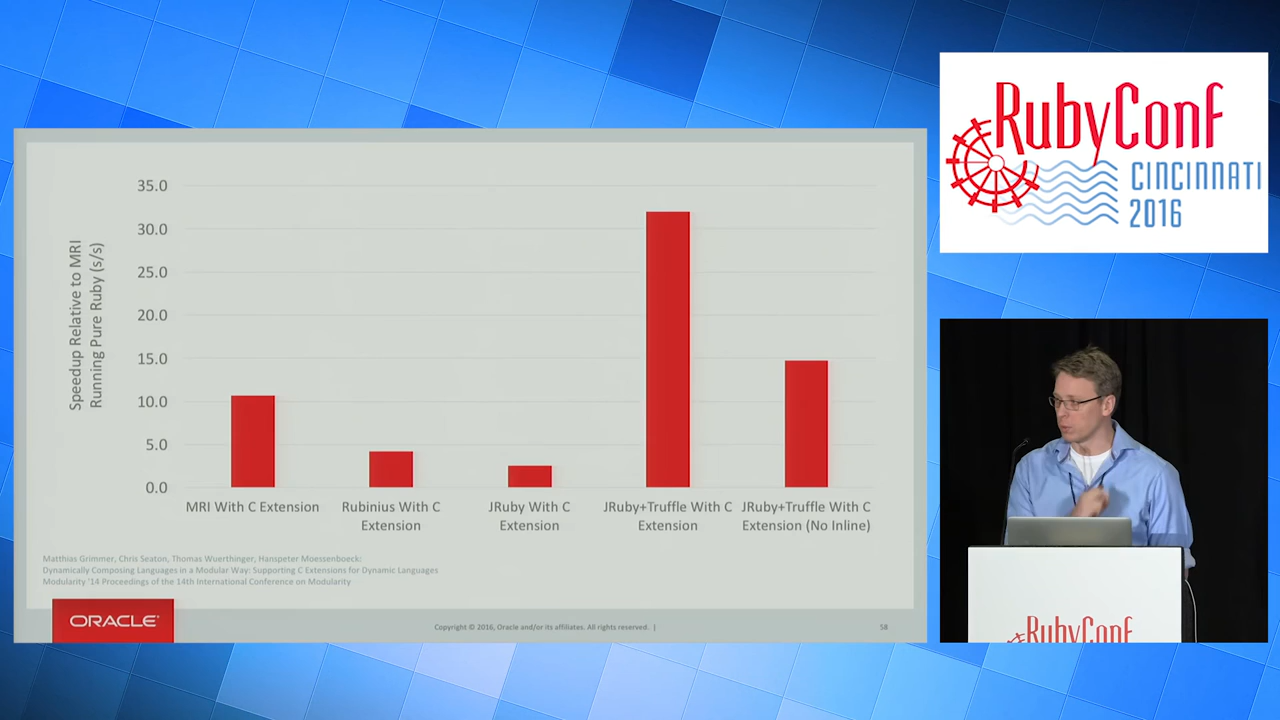 35.0
30.0
25.0
20.0
15.0
10.0
5.0
0.0
Speedup Relative to MRI
Running Pure Ruby (s/s)
MRI With C Extension
Rubinius With C
Extension
JRuby With C
Extension
JRuby+Truffle With C
Extension
JRuby+Truffle With C
Extension (No Inline)
Matthias Grimmer, Chris Seaton, Thomas Wuerthinger, Hanspeter Moessenboeck:
Dynamically Composing Languages in a Modular Way: Supporting C Extensions for Dynamic Languages
Modularity '14 Proceedings of the 14th International Conference on Modularity
ORACLE
Copyright © 2016, Oracle and/or its affiliates. All rights reserved. |
58
RubyConf
CINCINNATI
2016
RubyConf